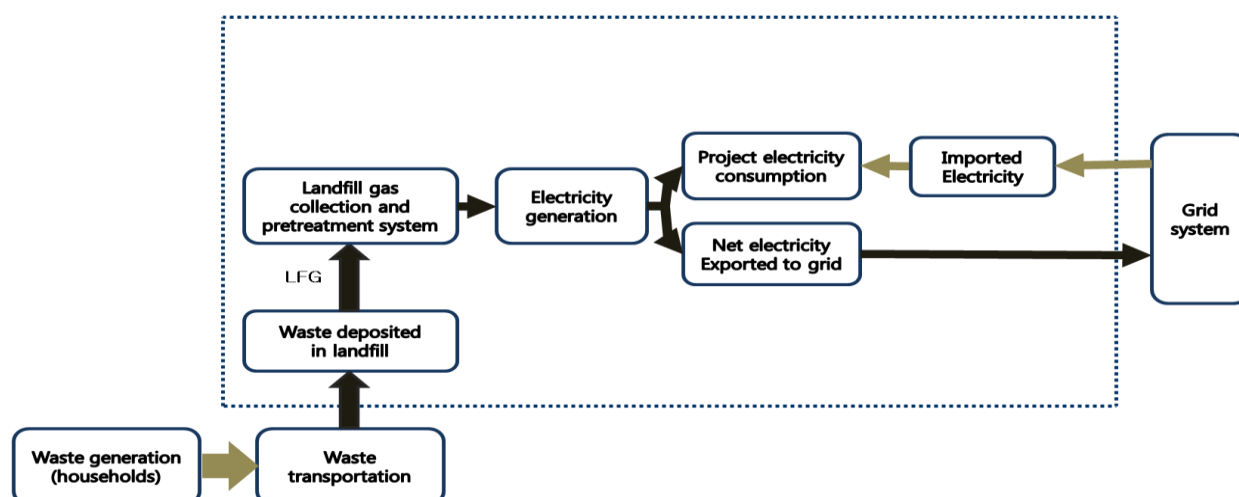 Project electricity
consumption
Imported
Electricity
Landfill gas
collection and
pretreatment system
Electricity
generation
Grid
system
Net electricity
Exported to grid
LFG
Waste deposited
in landfill
Waste generation
(households)
Waste
transportation